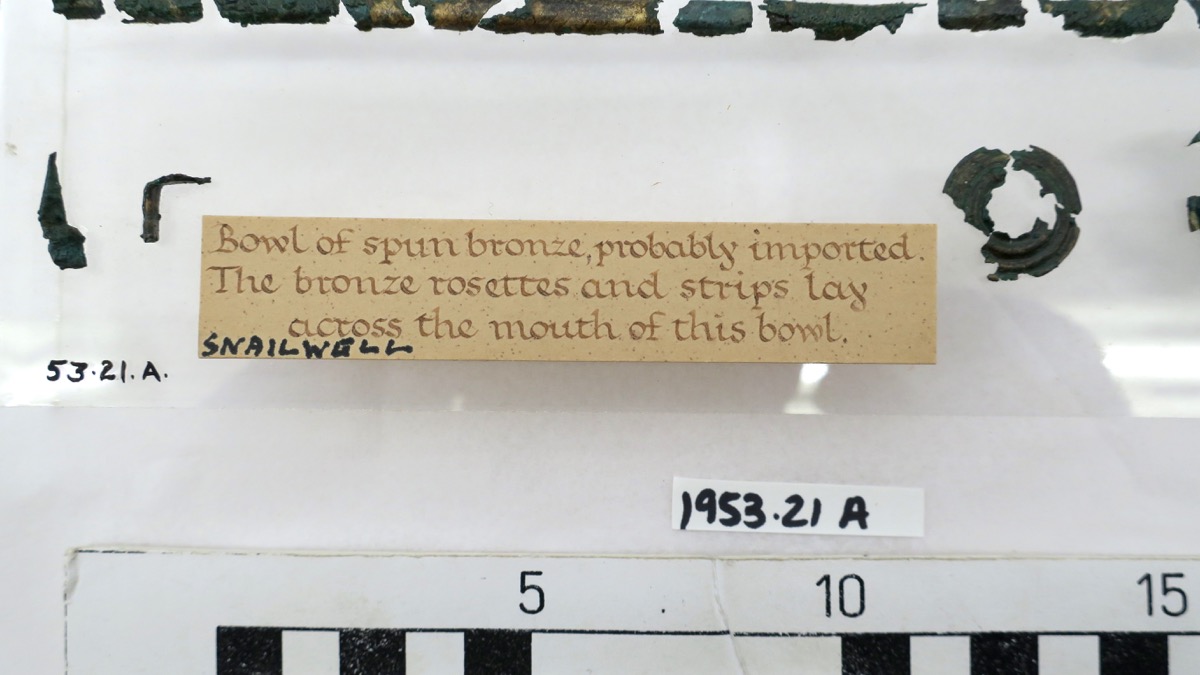 Bowl of spun bronze, probably imported.
The bronze rosettes and strips lay
across the mouth of this bowl.
SNAILWELL
53.21.A.
1953.21 A
5 10 15